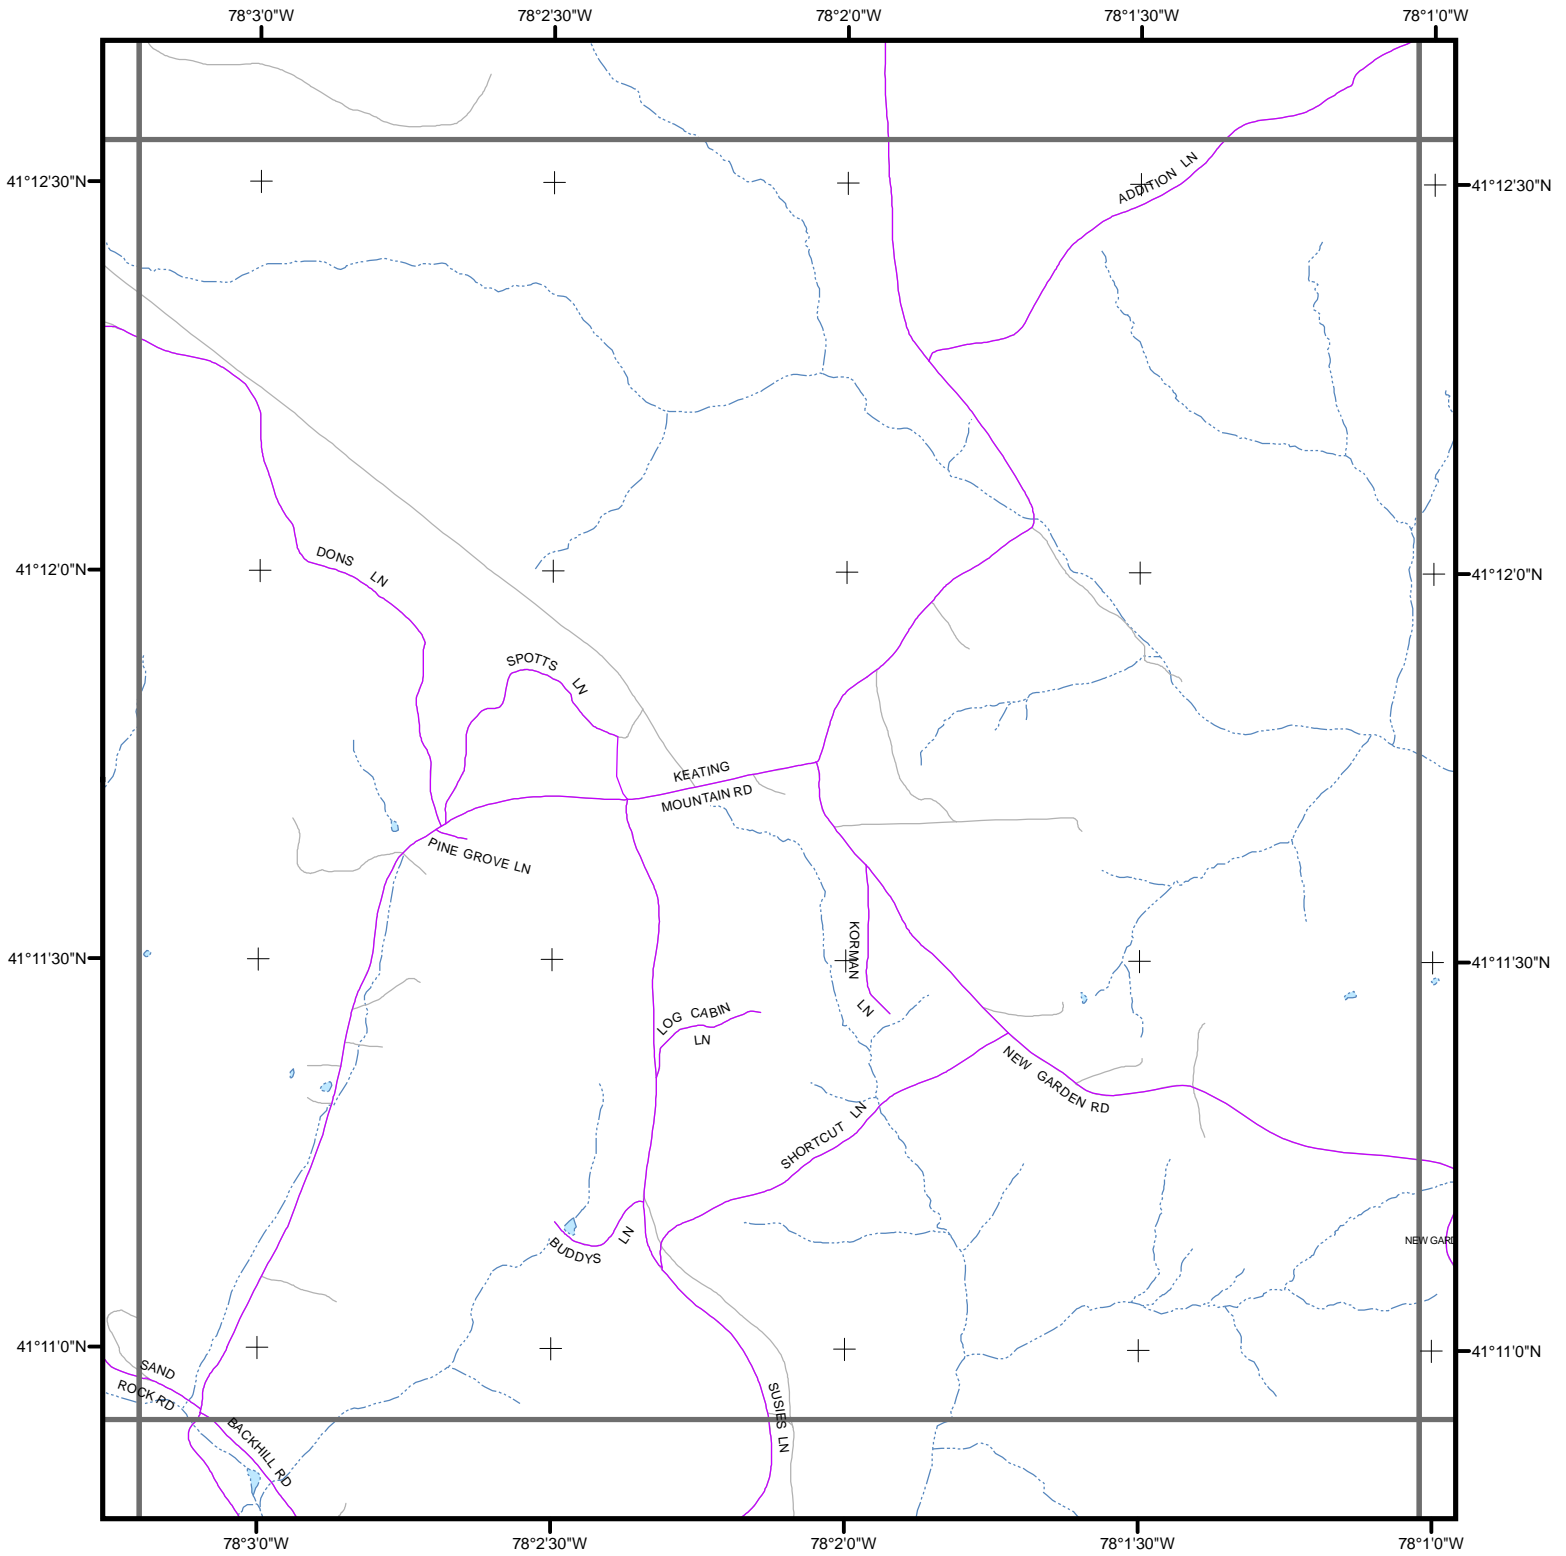 78°3'0"W 78°2'30"W 78°2'0"W 78°1'30"W 78°1'0"W
41°12'30"N
41°12'30"N
ADDITION LN
41°12'0"N
41°12'0"N
DONS LN
SPOTTS LN
KEATING
MOUNTAIN RD
PINE GROVE LN
41°11'30"N
41°11'30"N
KORMAN LN
LOG CABIN
LN
NEW GARDEN RD
SHORTCUT LN
BUDDYS LN
NEW GARD
41°11'0"N
41°11'0"N
SAND
ROCK RD
BACKHILL RD
SUSIES LN
78°3'0"W 78°2'30"W 78°2'0"W 78°1'30"W 78°1'0"W